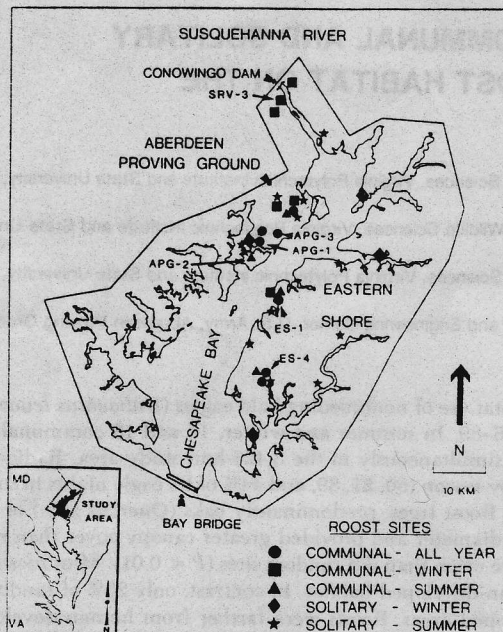 SUSQUEHANNA RIVER
CONOWINGO DAM
SRV-3
ABERDEEN
PROVING GROUND
APG-3
APG-1
APG-2
EASTERN
SHORE
ES-1
ES-4
CHESAPEAKE BAY
N
10 KM
BAY BRIDGE
MD
STUDY
AREA
VA
ROOST SITES
COMMUNAL - ALL YEAR
COMMUNAL - WINTER
COMMUNAL - SUMMER
SOLITARY - WINTER
SOLITARY - SUMMER